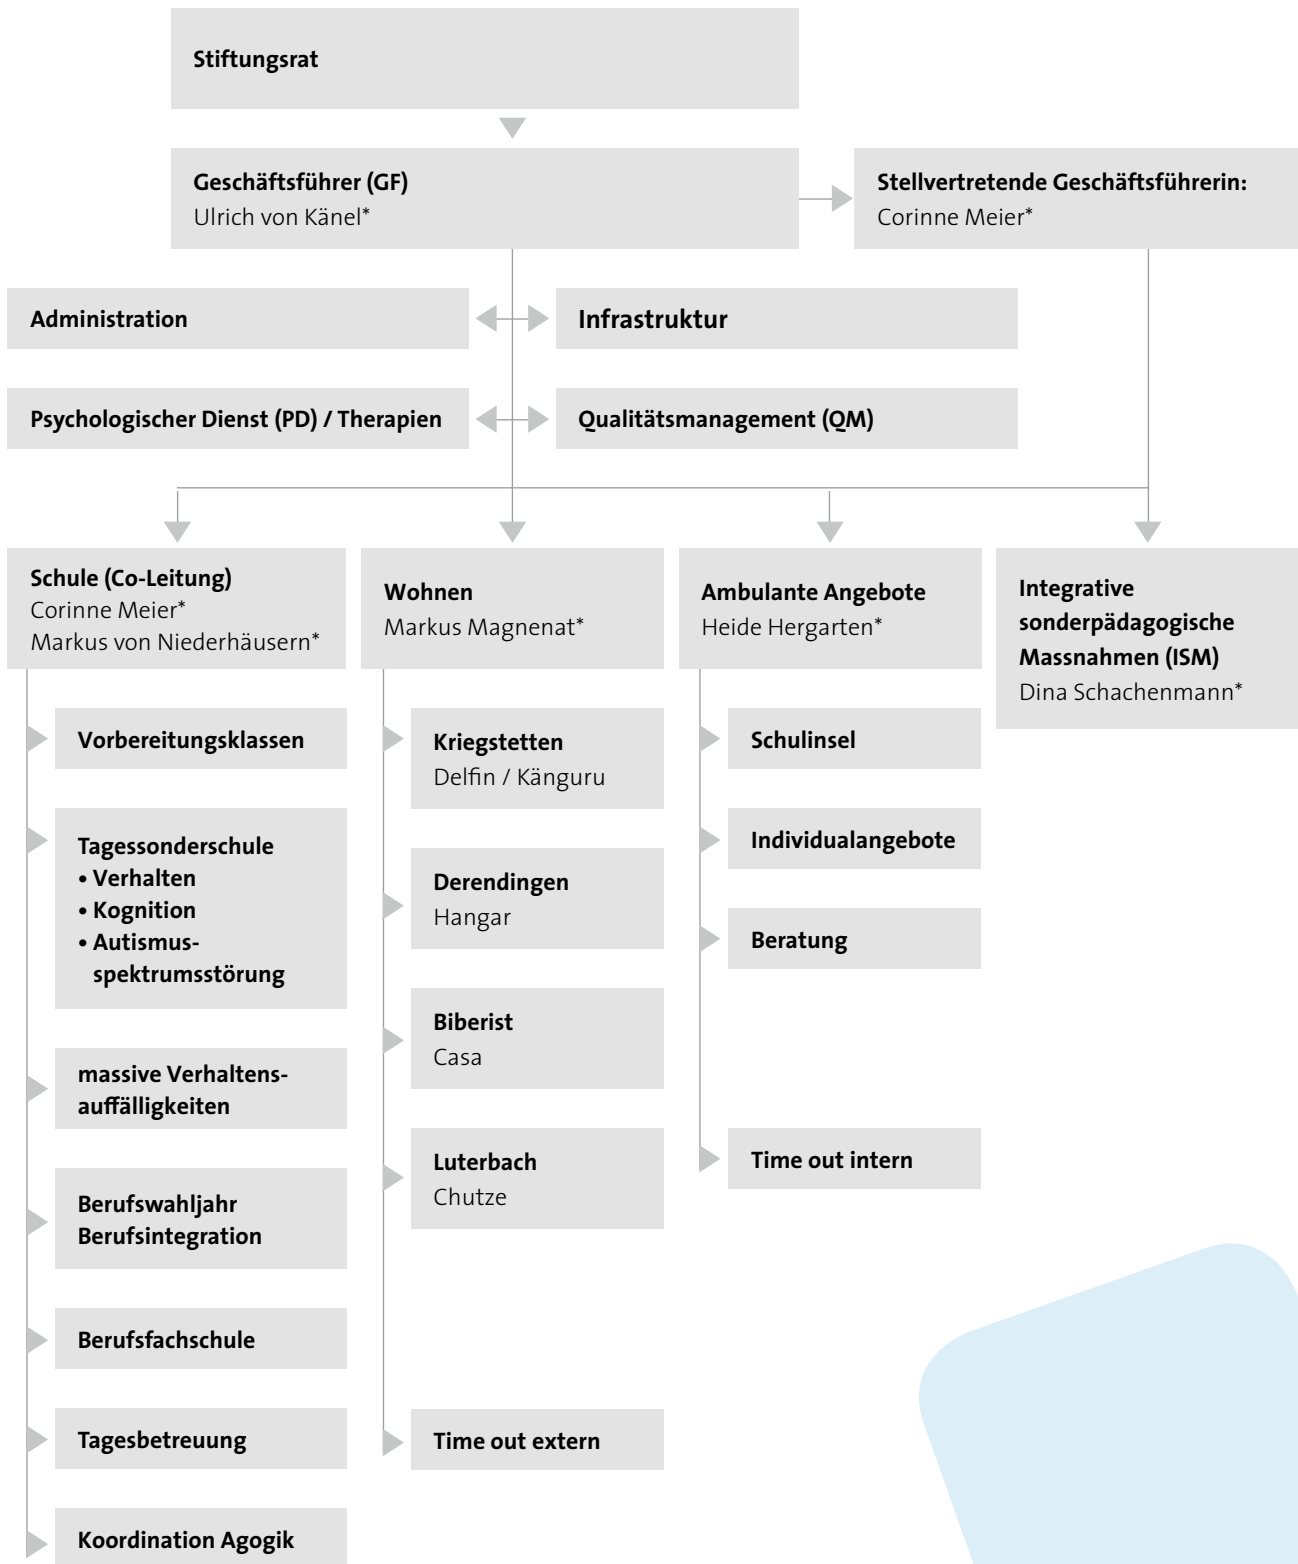 Stiftungsrat
Geschäftsführer (GF)
Ulrich von Känel*
Stellvertretende Geschäftsführerin:
Corinne Meier*
Administration
Infrastruktur
Psychologischer Dienst (PD) / Therapien
Qualitätsmanagement (QM)
Schule (Co-Leitung)
Corinne Meier*
Markus von Niederhäusern*
Vorbereitungsklassen
Tagessonderschule
• Verhalten
• Kognition
• Autismus-
spektrumsstörung
massive Verhaltens-
auffälligkeiten
Berufswahljahr
Berufsintegration
Berufsfachschule
Tagesbetreuung
Koordination Agogik
Wohnen
Markus Magnenat*
Kriegstetten
Delfin / Känguru
Derendingen
Hangar
Biberist
Casa
Luterbach
Chutze
Time out extern
Ambulante Angebote
Heide Hergarten*
Schulinsel
Individualangebote
Beratung
Time out intern
Integrative
sonderpädagogische
Massnahmen (ISM)
Dina Schachenmann*